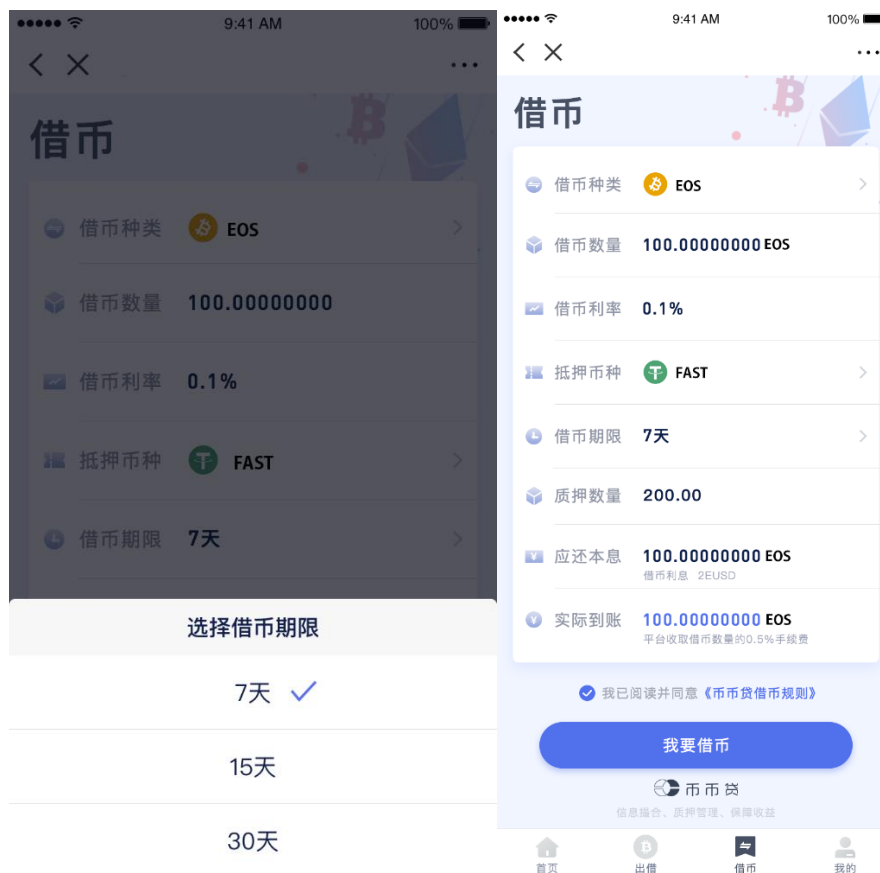 9:41 AM
100%
借币
借币种类
EOS
借币数量
100.00000000
借币利率
0.1%
抵押币种
FAST
借币期限
7天
选择借币期限
7天
15天
30天
9:41 AM
100%
借币
借币种类
EOS
借币数量
100.00000000 EOS
借币利率
0.1%
抵押币种
FAST
借币期限
7天
质押数量
200.00
应还本息
100.00000000 EOS
借币利息 2EUSD
实际到账
100.00000000 EOS
平台收取借币数量的0.5%手续费
我已阅读并同意《币币贷借币规则》
我要借币
币币贷
信息撮合、质押管理、保障收益
首页
出借
借币
我的